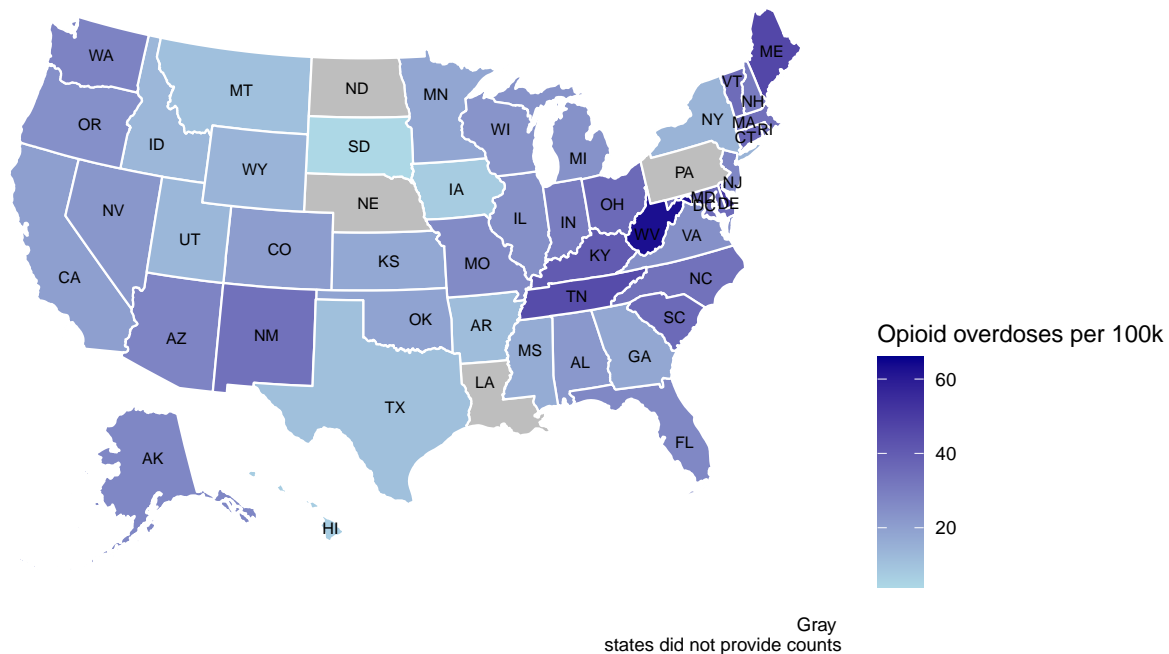 ME
WA
VT
ND
MT
MN
NH
OR
NY
MA
RI
WI
CT
ID
SD
MI
WY
PA
NJ
IA
MD
NE
OH
DE
DC
NV
IL
IN
WV
VA
UT
CO
KY
KS
MO
CA
NC
TN
OK
SC
AR
AZ
NM
MS
GA
AL
LA
TX
FL
AK
HI
Opioid overdoses per 100k
60
40
20
Gray
states did not provide counts